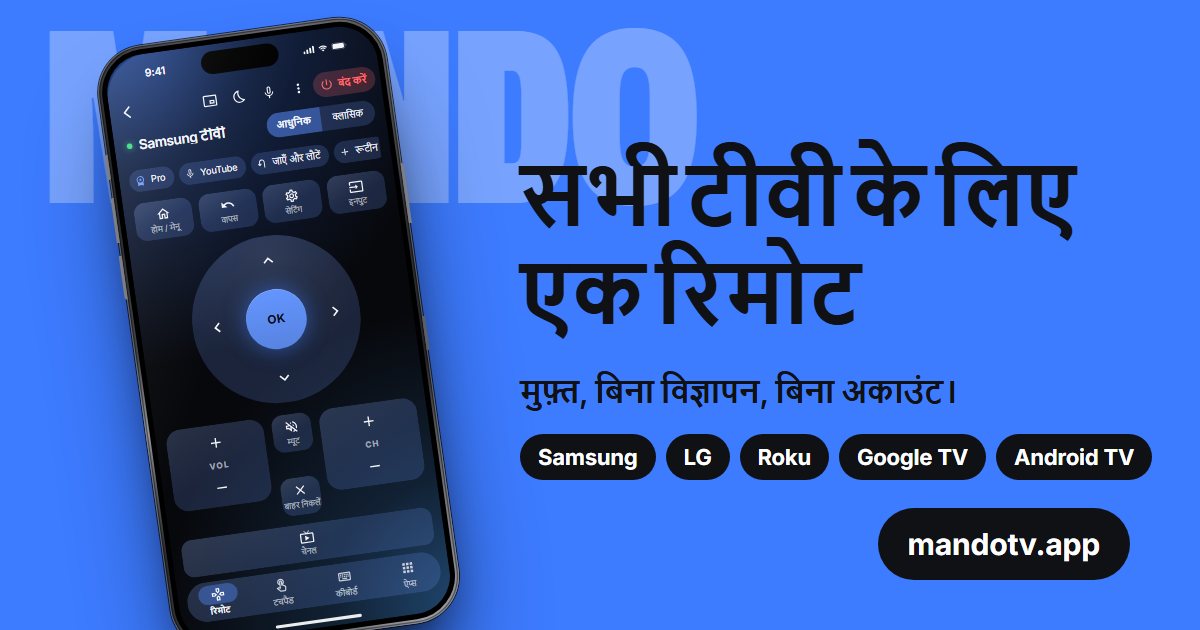 MANDO
9:41
बंद करें
Samsung टीवी
आधुनिक
क्लासिक
Pro
YouTube
जाएँ और लौटें
+ रूटीन
होम / मेनू
वापस
सेटिंग
इनपुट
OK
+
VOL
−
म्यूट
+
CH
−
बाहर निकलें
चैनल
रिमोट
टचपैड
कीबोर्ड
ऐप्स
सभी टीवी के लिए
एक रिमोट
मुफ़्त, बिना विज्ञापन, बिना अकाउंट।
Samsung
LG
Roku
Google TV
Android TV
mandotv.app